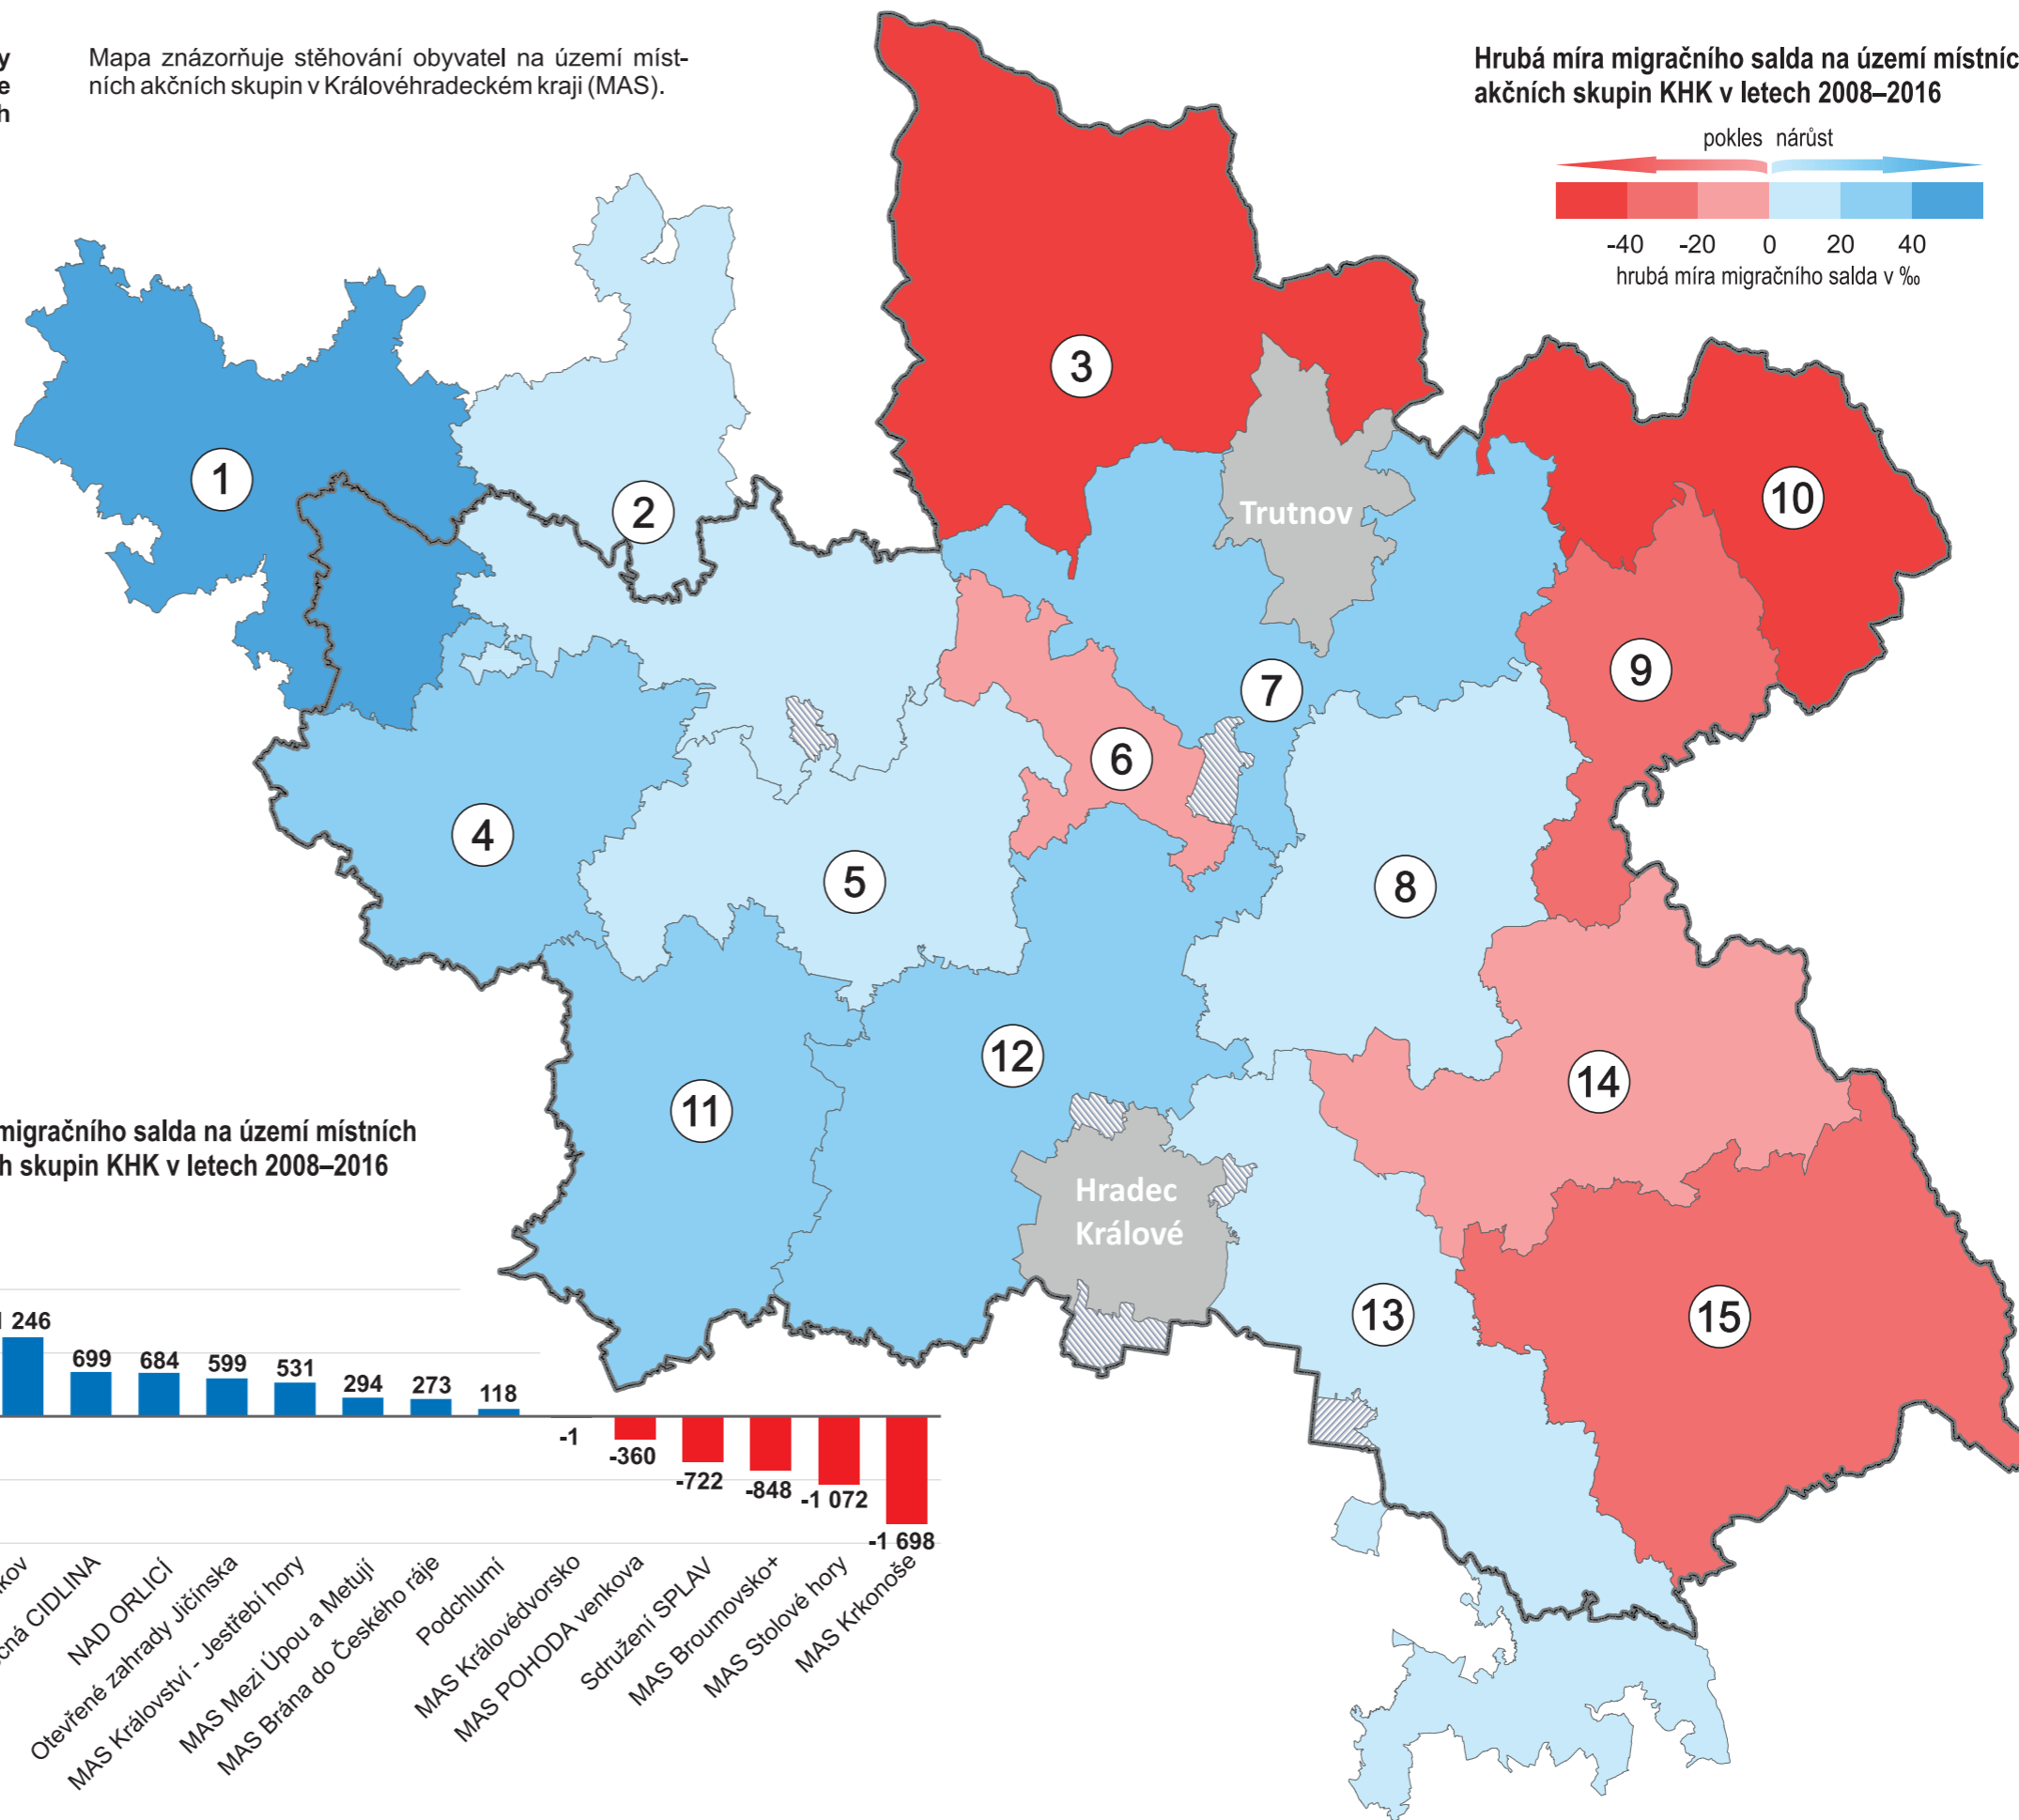 Mapa znázorňuje stěhování obyvatel na území míst-
ních akčních skupin v Královéhradeckém kraji (MAS).
Hrubá míra migračního salda na území místníc
akčních skupin KHK v letech 2008–2016
pokles nárůst
-40 -20 0 20 40
hrubá míra migračního salda v ‰
1
2
3
Trutnov
10
9
7
6
4
5
8
12
14
11
Hradec
Králové
13
15
migračního salda na území místních
h skupin KHK v letech 2008–2016
1 246
699
684
599
531
294
273
118
-1
-360
-722
-848
-1 072
-1 698
kov
čná CIDLINA
NAD ORLICÍ
Otevřené zahrady Jičínska
MAS Království - Jestřebí hory
MAS Mezi Úpou a Metují
MAS Brána do Českého ráje
Podchlumí
MAS Královédvorsko
MAS POHODA venkova
Sdružení SPLAV
MAS Broumovsko+
MAS Stolové hory
MAS Krkonoše